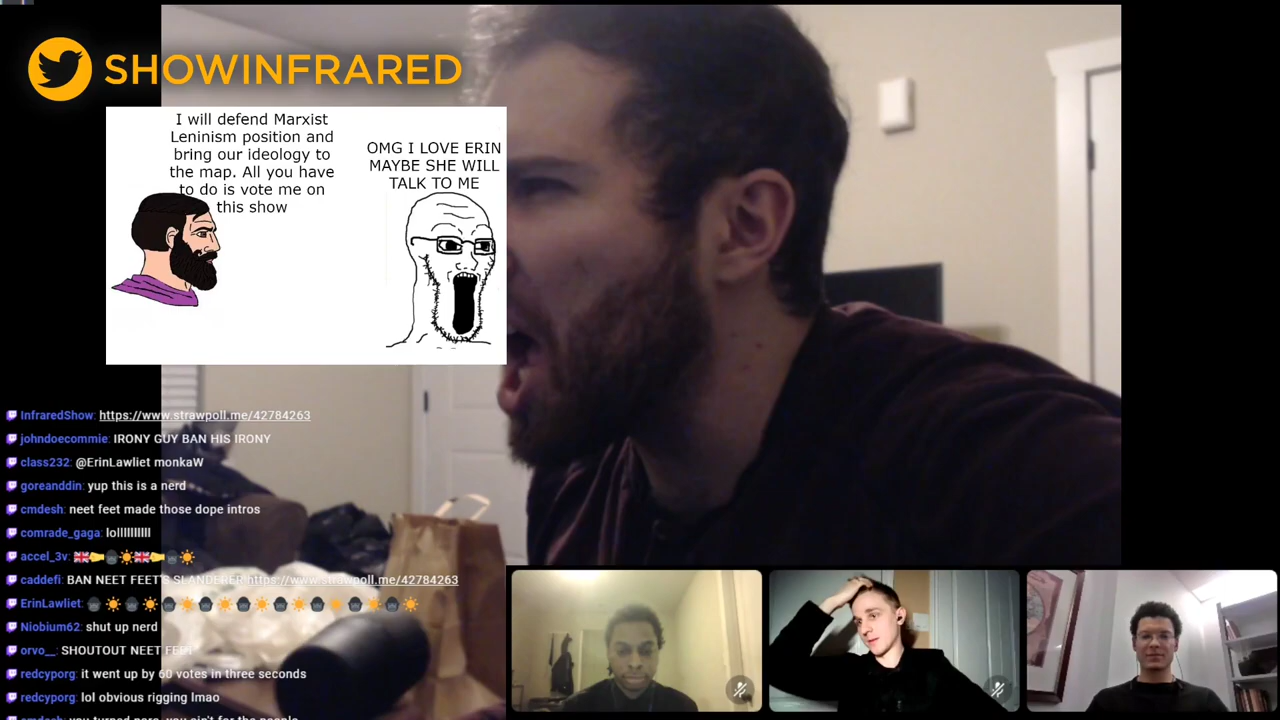 SHOWINFRARED
I will defend Marxist
Leninism position and
bring our ideology to
the map. All you have
to do is vote me on
this show
OMG I LOVE ERIN
MAYBE SHE WILL
TALK TO ME
InfraredShow: https://www.strawpoll.me/42784263
johndoecommie: IRONY GUY BAN HIS IRONY
class232: @ErinLawliet monkaW
goreanddin: yup this is a nerd
cmdesh: neet feet made those dope intros
comrade_gaga: lolllllllllll
accel_3v:
caddefi: BAN NEET FEETS SLANDERER https://www.strawpoll.me/42784263
ErinLawliet:
Niobium62: shut up nerd
orvo__: SHOUTOUT NEET FEET
redcyporg: it went up by 60 votes in three seconds
redcyporg: lol obvious rigging lmao